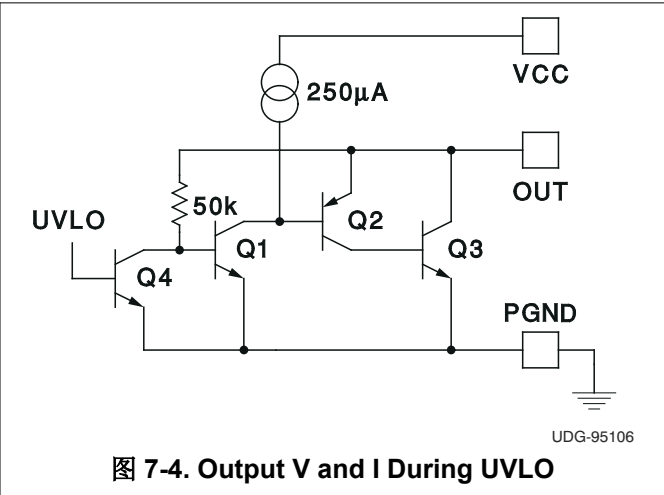 VCC
250µA
OUT
50k
UVLO
Q1
Q2
Q3
Q4
PGND
UDG-95106
图 7-4. Output V and I During UVLO